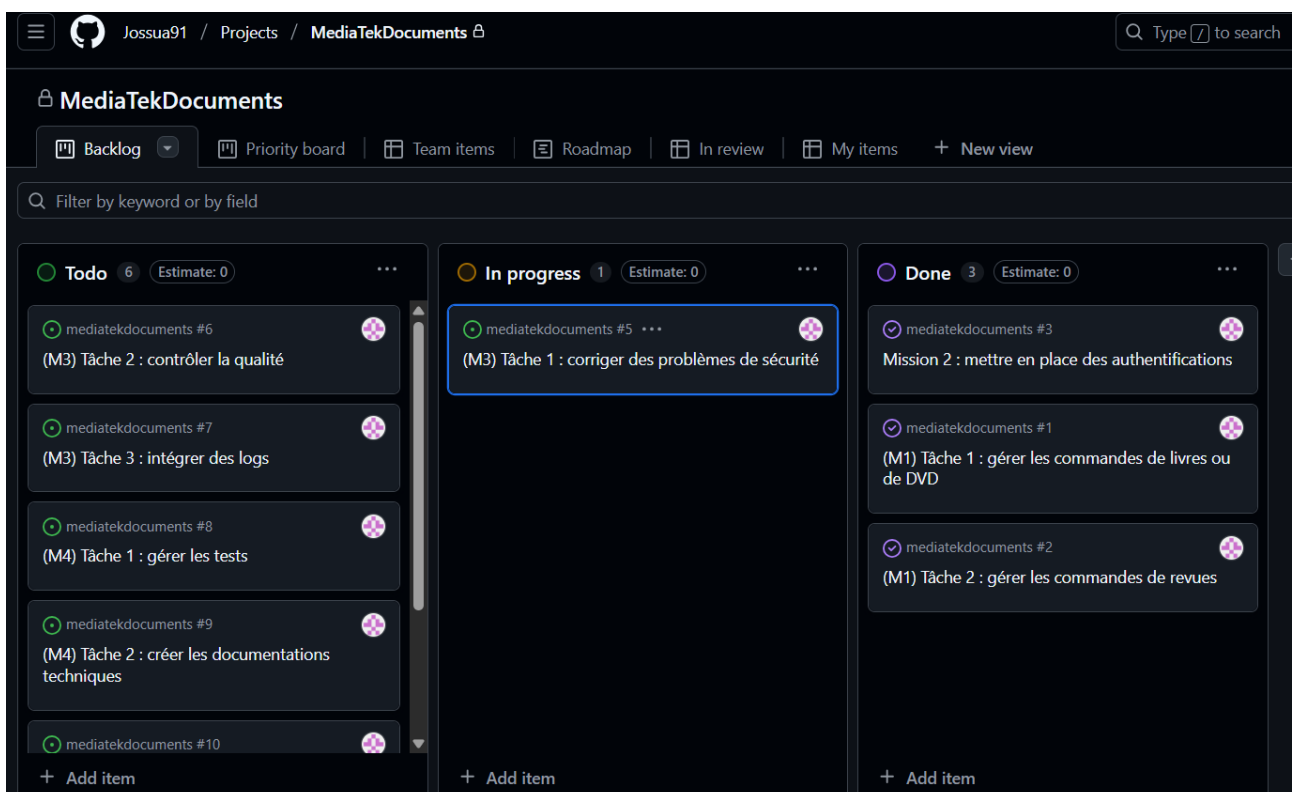 Jossua91 / Projects / MediaTekDocuments
Type / to search
MediaTekDocuments
Backlog Priority board Team items Roadmap In review My items + New view
Filter by keyword or by field
Todo 6 Estimate: 0 ...
mediatekdocuments #6
(M3) Tâche 2 : contrôler la qualité
mediatekdocuments #7
(M3) Tâche 3 : intégrer des logs
mediatekdocuments #8
(M4) Tâche 1 : gérer les tests
mediatekdocuments #9
(M4) Tâche 2 : créer les documentations
techniques
mediatekdocuments #10
+ Add item
In progress 1 Estimate: 0 ...
mediatekdocuments #5 ...
(M3) Tâche 1 : corriger des problèmes de sécurité
+ Add item
Done 3 Estimate: 0 ...
mediatekdocuments #3
Mission 2 : mettre en place des authentifications
mediatekdocuments #1
(M1) Tâche 1 : gérer les commandes de livres ou
de DVD
mediatekdocuments #2
(M1) Tâche 2 : gérer les commandes de revues
+ Add item